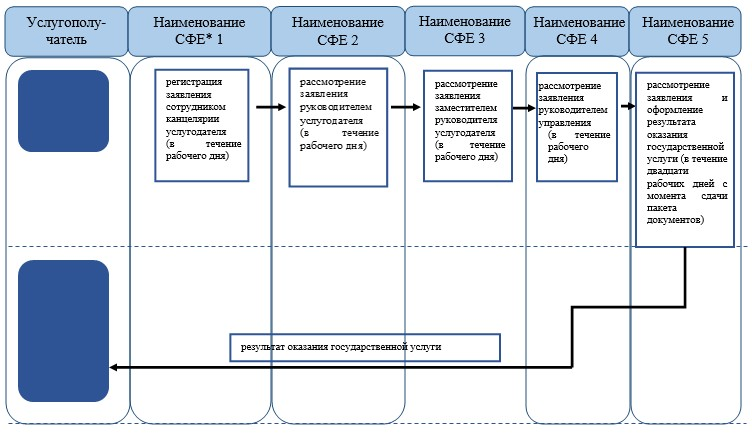 Услугополу-
чатель
Наименование
СФЕ* 1
Наименование
СФЕ 2
Наименование
СФЕ 3
Наименование
СФЕ 4
Наименование
СФЕ 5
регистрация
заявления
сотрудником
канцелярии
услугодателя
(в течение
рабочего дня)
рассмотрение
заявления
руководителем
услугодателя
(в течение
рабочего дня)
рассмотрение
заявления
заместителем
руководителя
услугодателя
(в течение
рабочего дня)
рассмотрение
заявления
руководителем
управления
(в течение
рабочего
дня)
рассмотрение
заявления и
оформление
результата
оказания
государственной
услуги (в течение
двадцати
рабочих дней с
момента сдачи
пакета
документов)
результат оказания государственной услуги